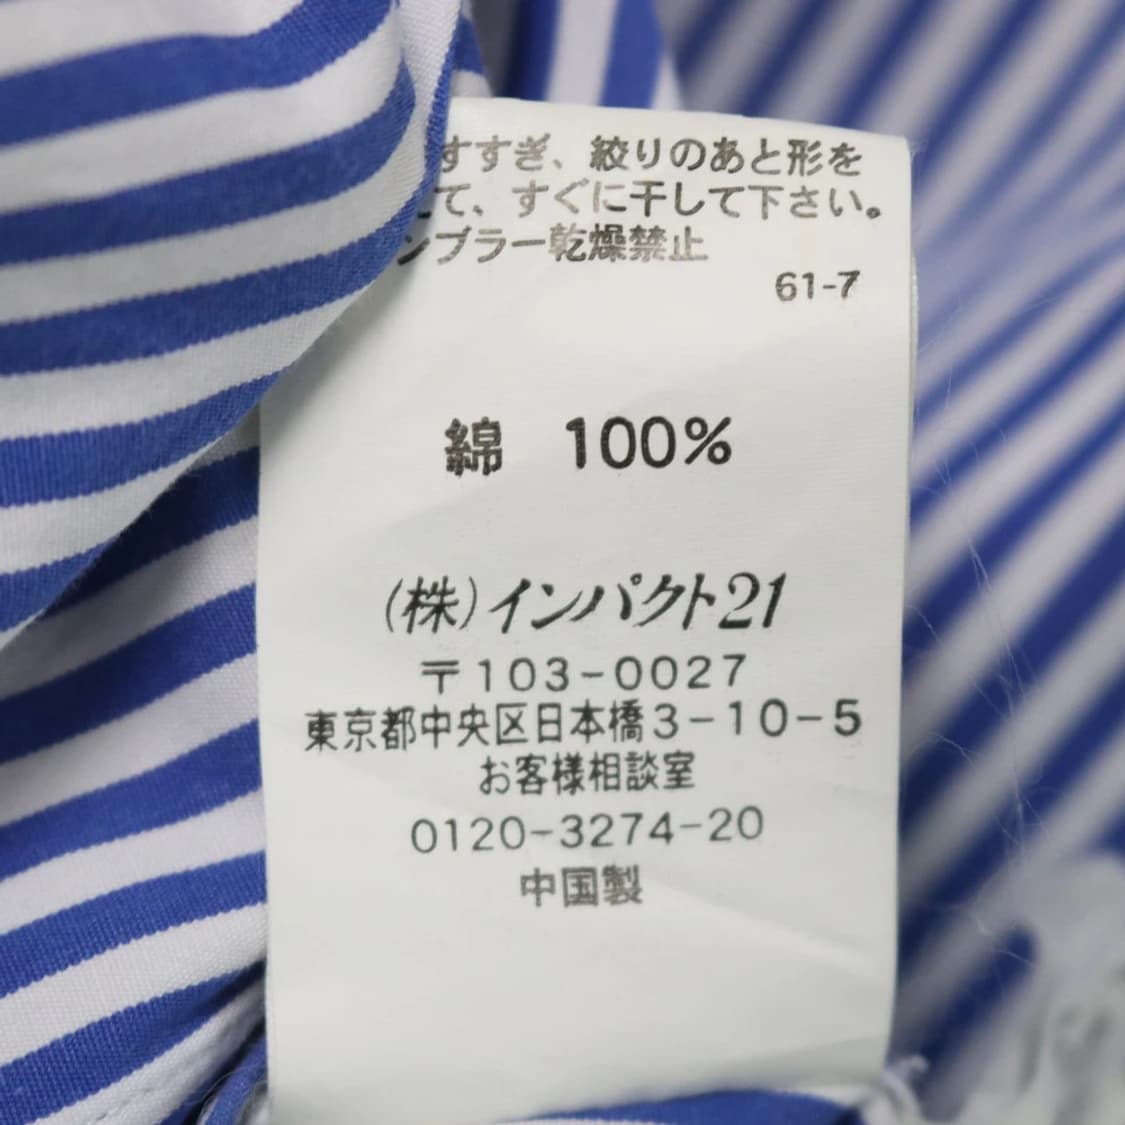 すすぎ、絞りのあと形を
て、すぐに干して下さい。
ンブラー乾燥禁止
61-7
綿 100%
(株)インパクト21
〒103-0027
東京都中央区日本橋3-10-5
お客様相談室
0120-3274-20
中国製